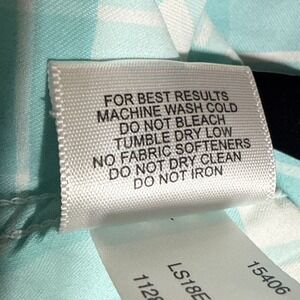 FOR BEST RESULTS
MACHINE WASH COLD
DO NOT BLEACH
TUMBLE DRY LOW
NO FABRIC SOFTENERS
DO NOT DRY CLEAN
DO NOT IRON
15406